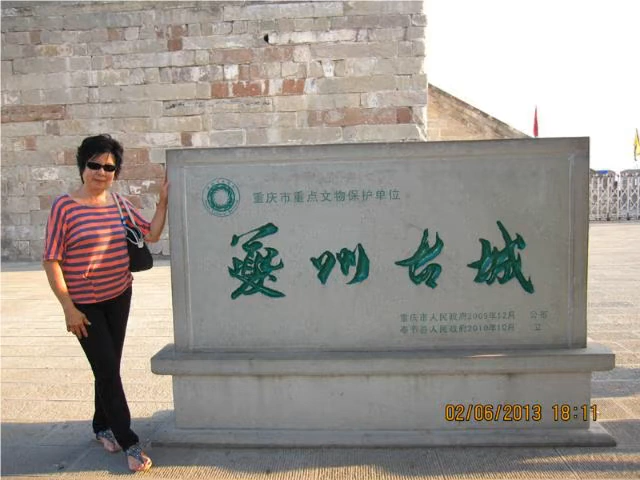 重庆市重点文物保护单位
夔州古城
重庆市人民政府2009年12月 公布
奉节县人民政府2010年10月 立
02/06/2013 18:11